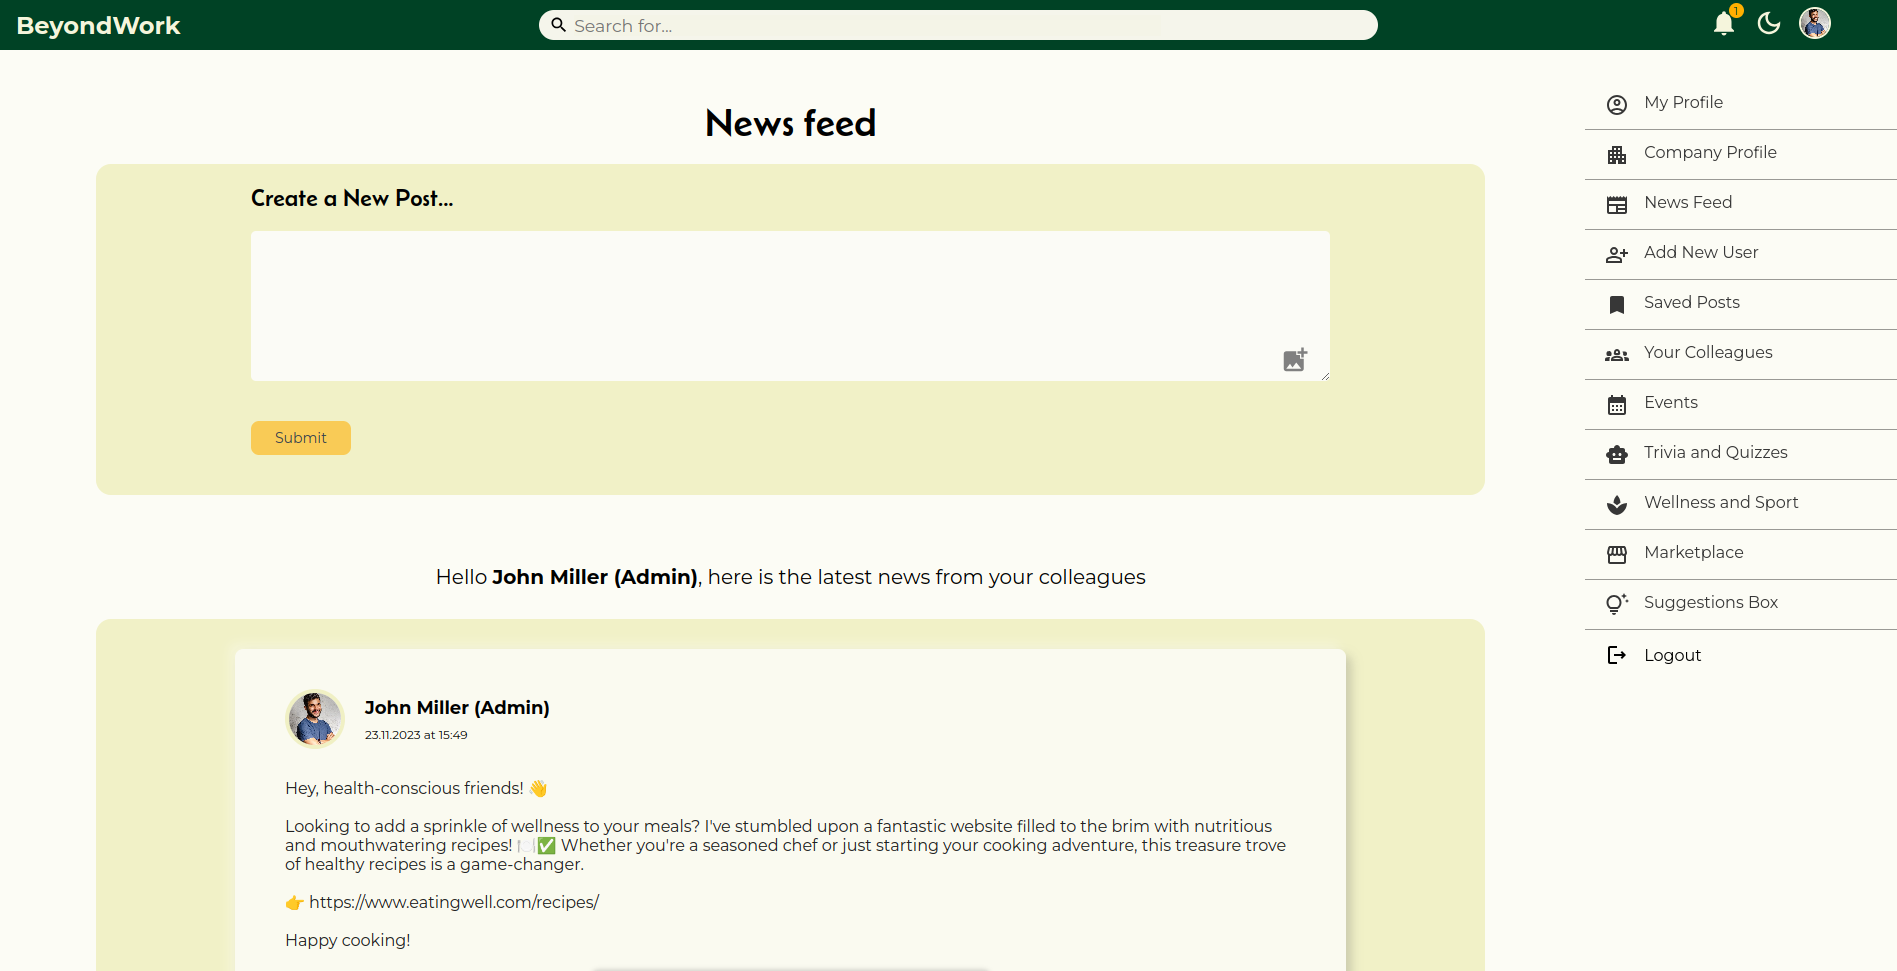 BeyondWork
Search for...
1
News feed
Create a New Post...
Submit
Hello John Miller (Admin), here is the latest news from your colleagues
John Miller (Admin)
23.11.2023 at 15:49
Hey, health-conscious friends! 👋
Looking to add a sprinkle of wellness to your meals? I've stumbled upon a fantastic website filled to the brim with nutritious
and mouthwatering recipes! 🍽️✅ Whether you're a seasoned chef or just starting your cooking adventure, this treasure trove
of healthy recipes is a game-changer.
👉 https://www.eatingwell.com/recipes/
Happy cooking!
My Profile
Company Profile
News Feed
Add New User
Saved Posts
Your Colleagues
Events
Trivia and Quizzes
Wellness and Sport
Marketplace
Suggestions Box
Logout